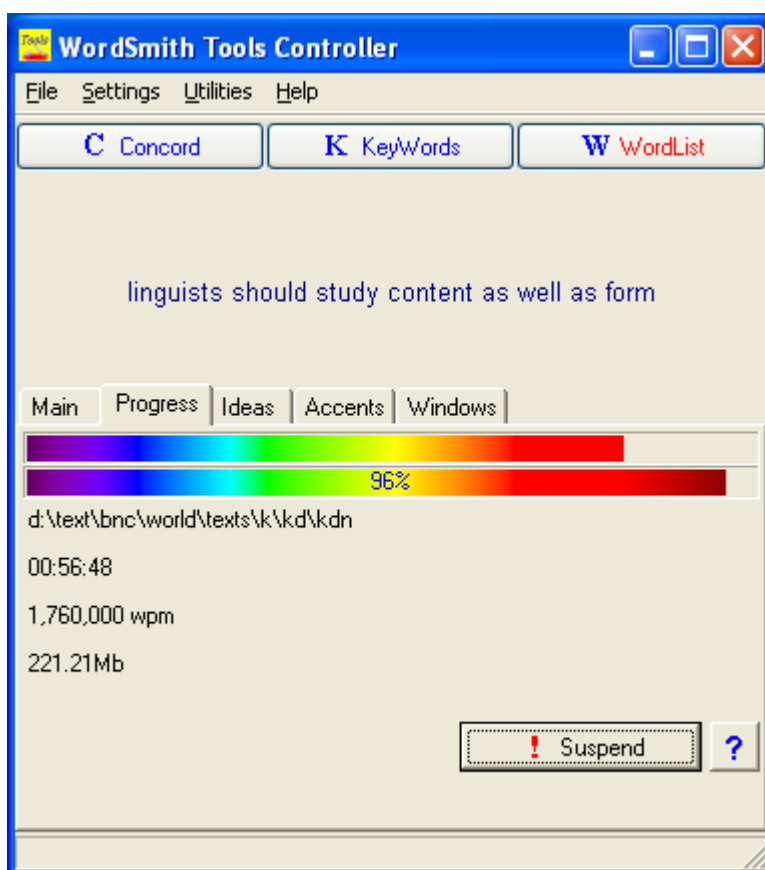 Tools WordSmith Tools Controller
File Settings Utilities Help
C Concord K KeyWords W WordList
linguists should study content as well as form
Main Progress Ideas Accents Windows
96%
d:\text\bnc\world\texts\k\kd\kdn
00:56:48
1,760,000 wpm
221.21Mb
! Suspend ?